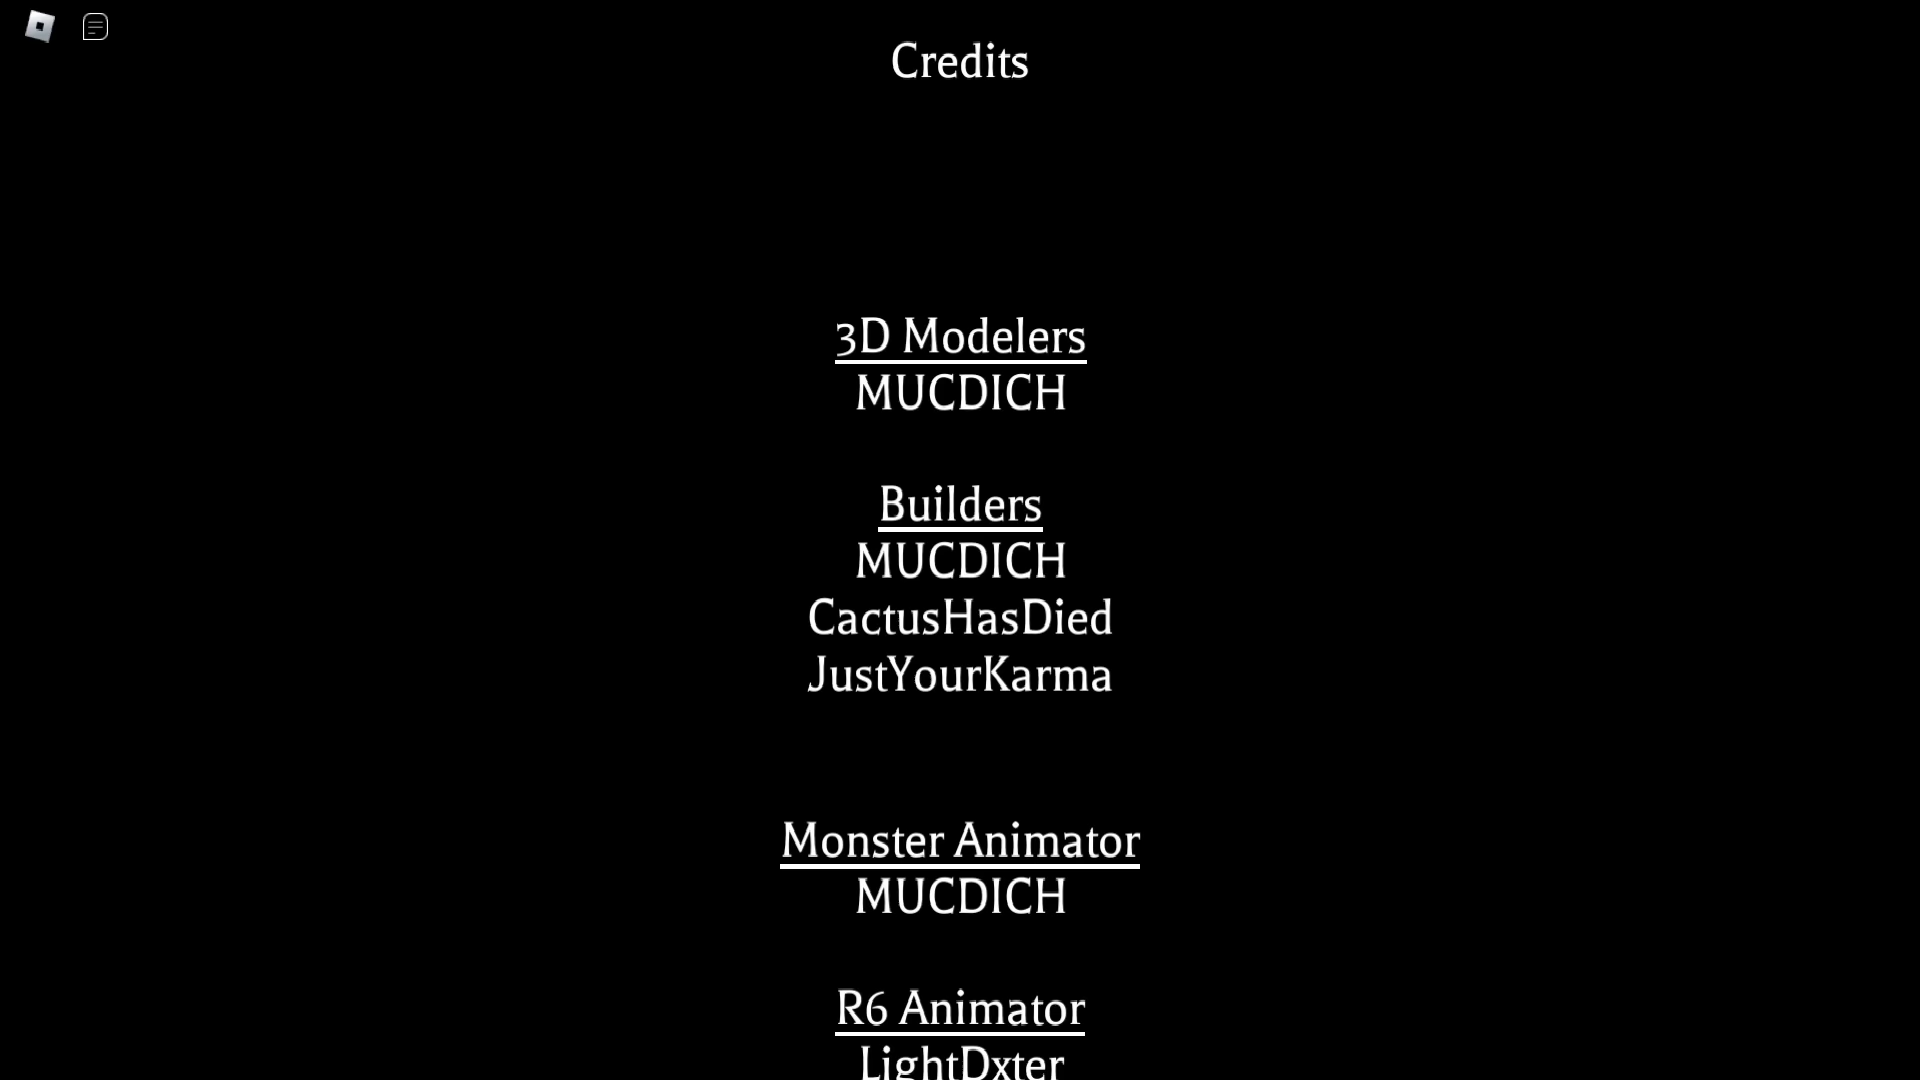 Credits
3D Modelers
MUCDICH
Builders
MUCDICH
CactusHasDied
JustYourKarma
Monster Animator
MUCDICH
R6 Animator
LightDxter